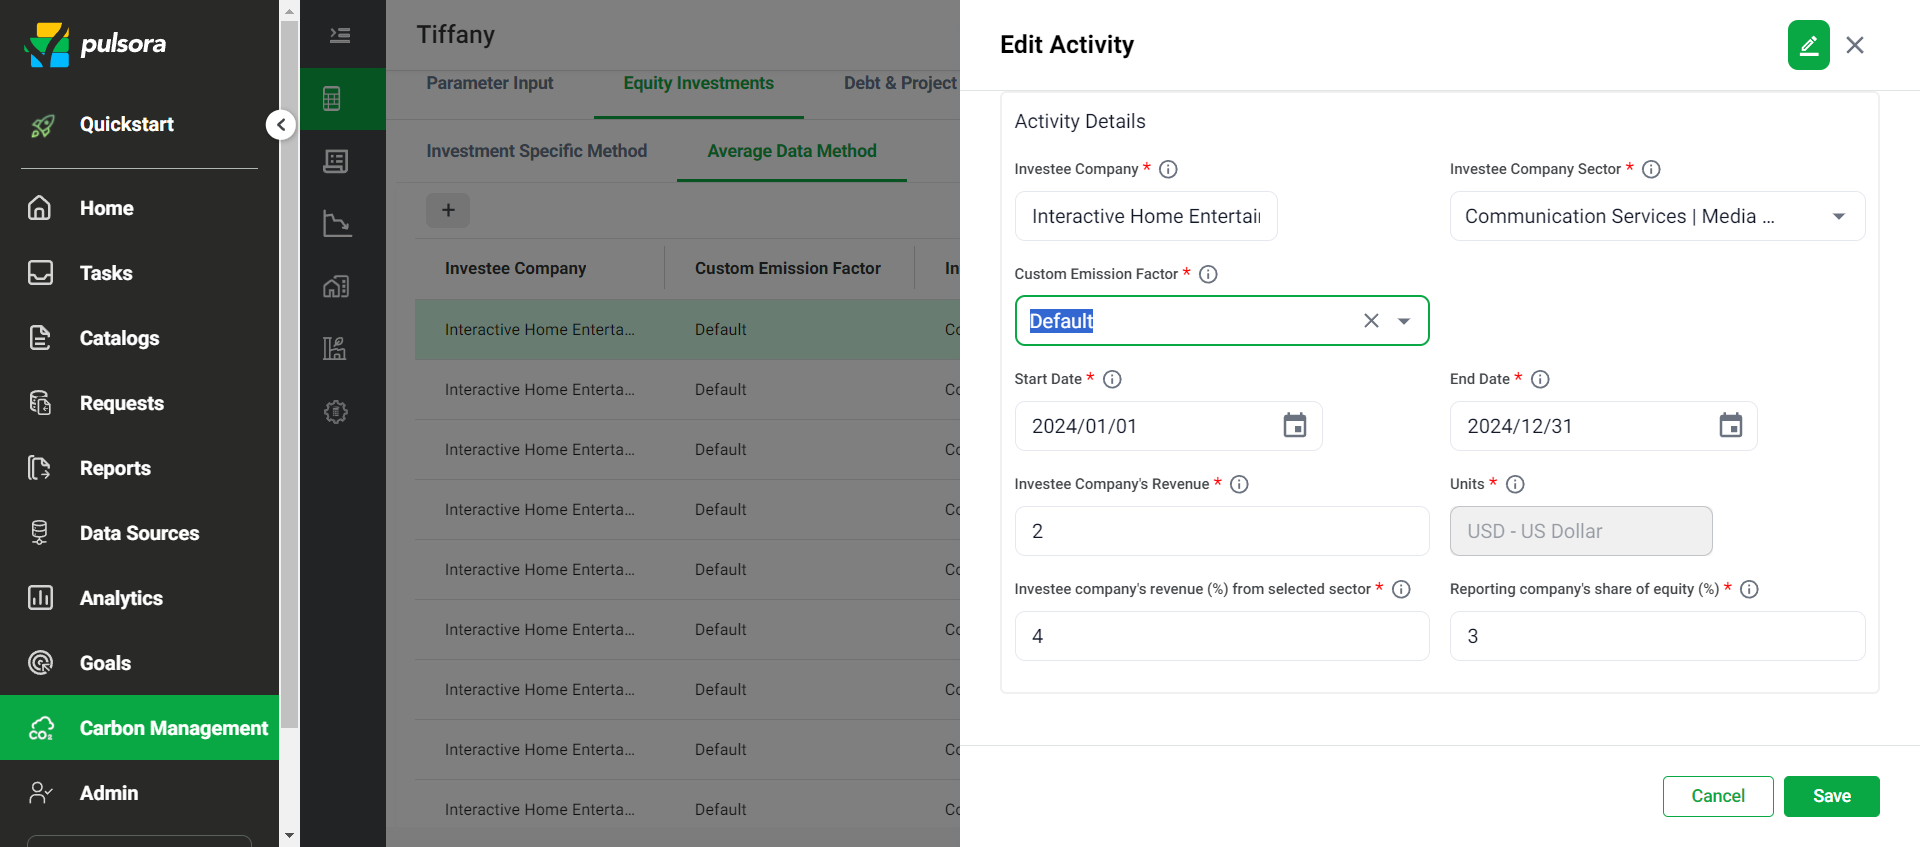 pulsora
Quickstart
Home
Tasks
Catalogs
Requests
Reports
Data Sources
Analytics
Goals
CO₂
Carbon Management
Admin
Tiffany
Parameter Input
Equity Investments
Debt & Project
Investment Specific Method
Average Data Method
+
Investee Company
Custom Emission Factor
In
Interactive Home Enterta...
Default
Co
Interactive Home Enterta...
Default
Co
Interactive Home Enterta...
Default
Co
Interactive Home Enterta...
Default
Co
Interactive Home Enterta...
Default
Co
Interactive Home Enterta...
Default
Co
Interactive Home Enterta...
Default
Co
Interactive Home Enterta...
Default
Co
Interactive Home Enterta...
Default
Co
Edit Activity
Activity Details
Investee Company *
Investee Company Sector *
Interactive Home Entertai
Communication Services | Media ...
Custom Emission Factor *
Default
Start Date *
End Date *
2024/01/01
2024/12/31
Investee Company's Revenue *
Units *
2
USD - US Dollar
Investee company's revenue (%) from selected sector *
Reporting company's share of equity (%) *
4
3
Cancel
Save